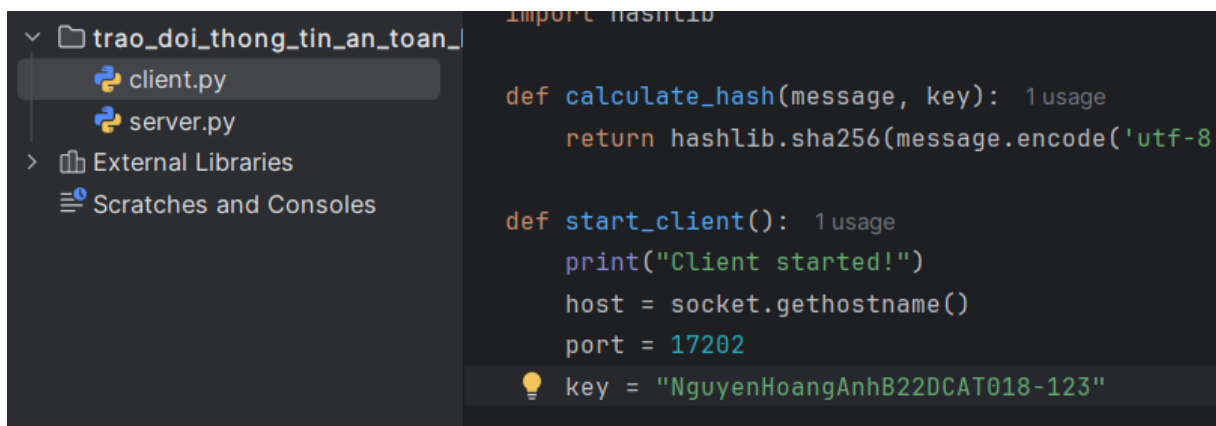 trao_doi_thong_tin_an_toan_
client.py
server.py
External Libraries
Scratches and Consoles
import hashlib
def calculate_hash(message, key): 1 usage
return hashlib.sha256(message.encode('utf-8
def start_client(): 1 usage
print("Client started!")
host = socket.gethostname()
port = 17202
key = "NguyenHoangAnhB22DCAT018-123"